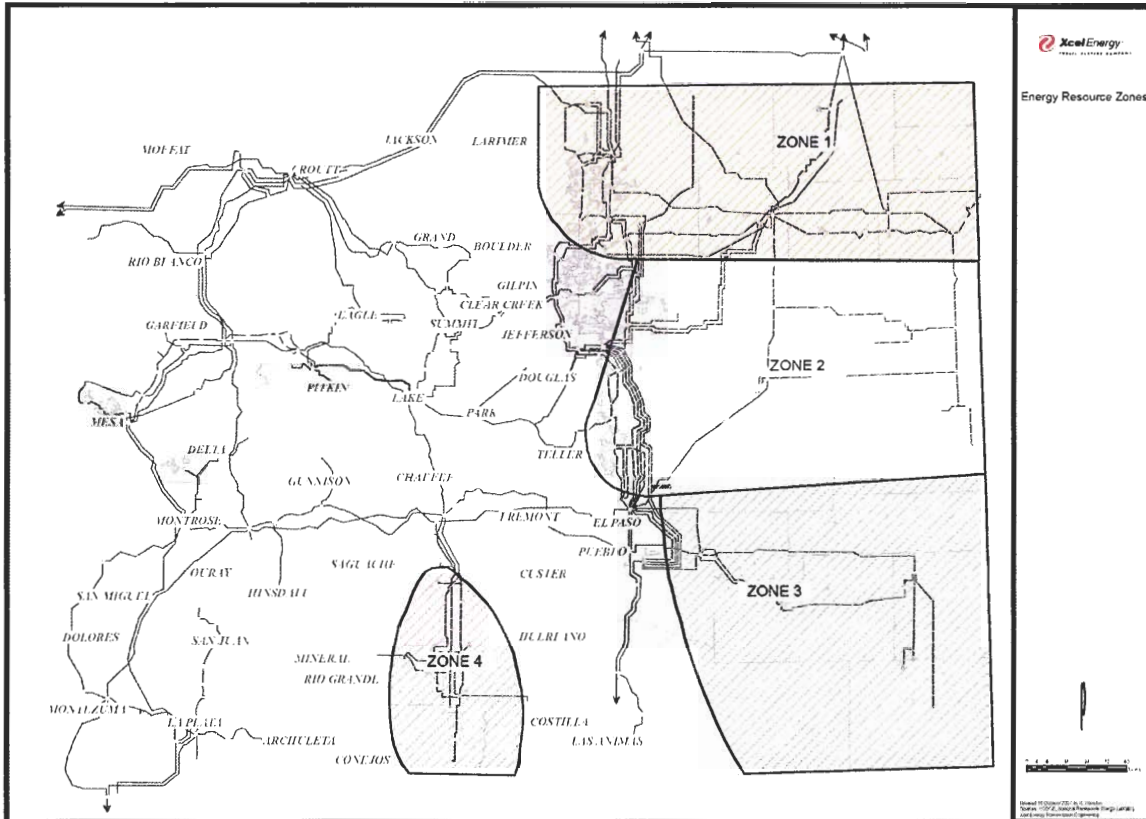 Xcel Energy
Energy Resource Zones
JACKSON
LARIMER
ZONE 1
MOFFAT
ROUTT
GRAND
BOULDER
RIO BLANCO
GILPIN
CLEAR CREEK
EAGLE
GARFIELD
SUMMIT
JEFFERSON
ZONE 2
DOUGLAS
PITKIN
LAKE
PARK
MESA
TELLER
DELTA
CHAFFEE
GUNNISON
FREMONT
MONTROSE
EL PASO
PUEBLO
OURAY
SAGUACHE
CUSTER
HINSDALE
SAN MIGUEL
ZONE 3
DOLORES
SAN JUAN
HUERFANO
MINERAL
ZONE 4
RIO GRANDE
MONTEZUMA
LA PLATA
COSTILLA
ARCHULETA
LAS ANIMAS
CONEJOS